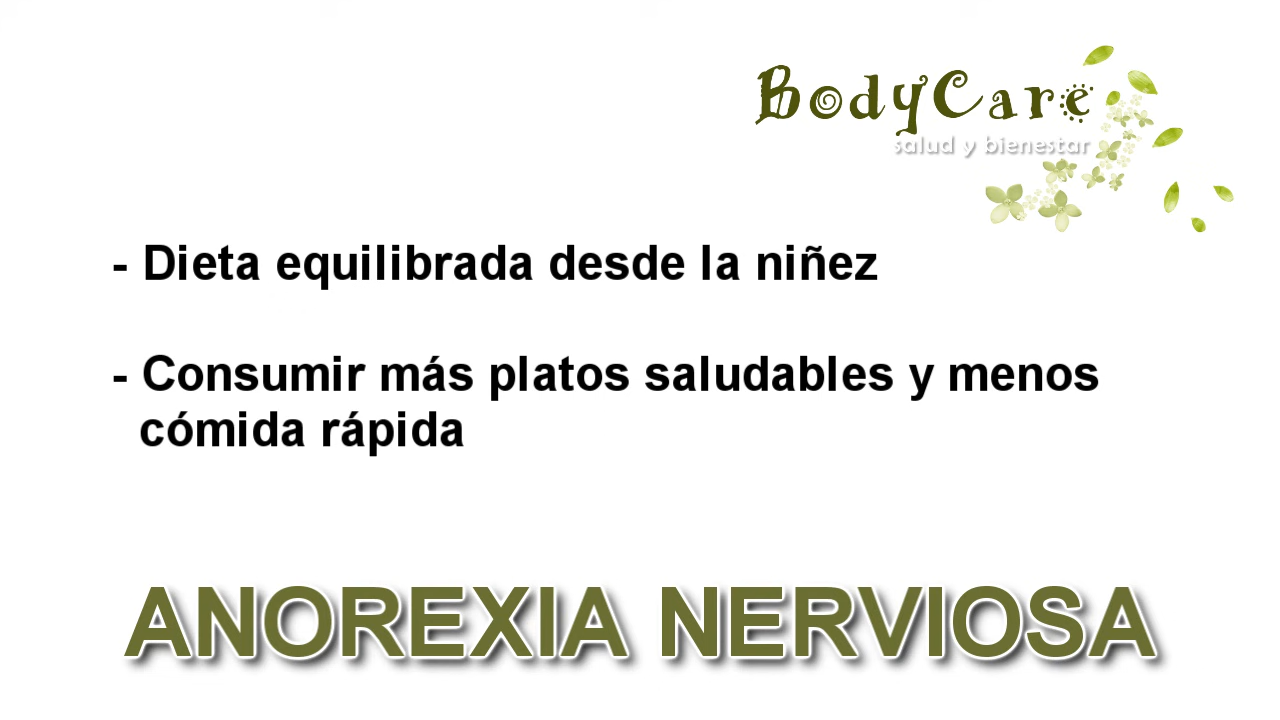 BodyCare
salud y bienestar
- Dieta equilibrada desde la niñez
- Consumir más platos saludables y menos
cómida rápida
ANOREXIA NERVIOSA